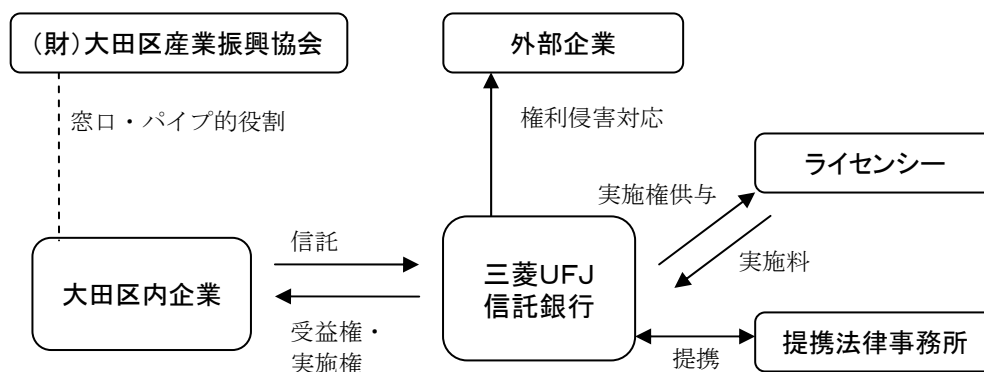 (財)大田区産業振興協会
外部企業
窓口・パイプ的役割
権利侵害対応
ライセンシー
実施権供与
信託
実施料
大田区内企業
三菱UFJ
信託銀行
受益権・
実施権
提携
提携法律事務所